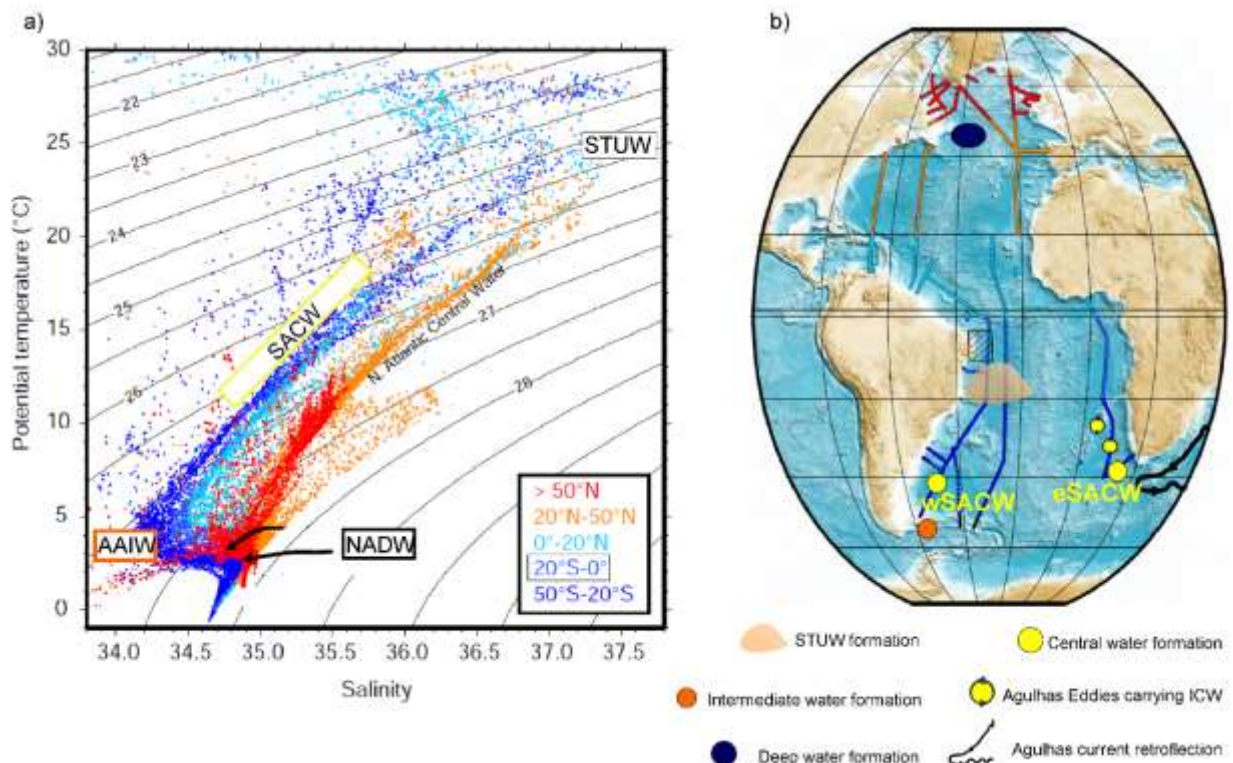 a)
b)
30
25
20
15
10
5
0
Potential temperature (°C)
22
23
24
25
26
27
28
STUW
SACW
N. Atlantic Central Water
AAIW
NADW
> 50°N
20°N-50°N
0°-20°N
20°S-0°
50°S-20°S
34.0 34.5 35.0 35.5 36.0 36.5 37.0 37.5
Salinity
wSACW
eSACW
STUW formation
Central water formation
Intermediate water formation
Agulhas Eddies carrying ICW
Deep water formation
Agulhas current retroflection